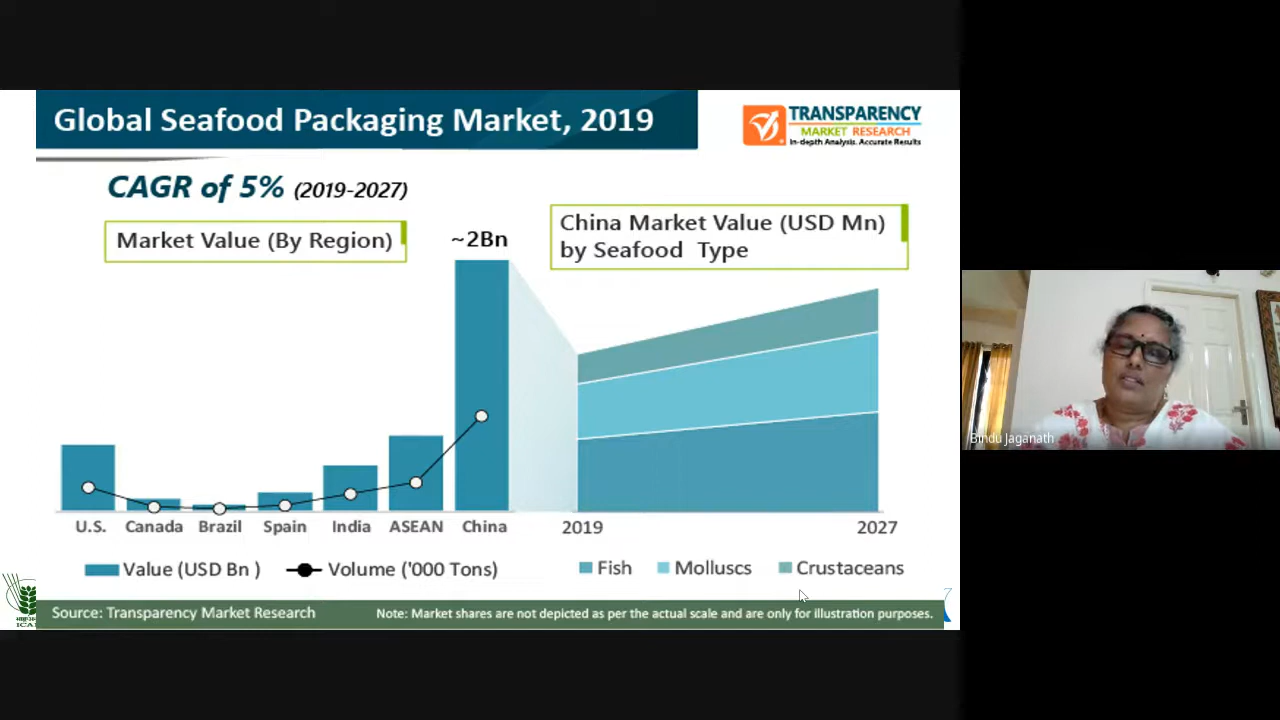 Global Seafood Packaging Market, 2019
TRANSPARENCY
MARKET RESEARCH
In-depth Analysis. Accurate Results
CAGR of 5% (2019-2027)
Market Value (By Region)
~2Bn
China Market Value (USD Mn)
by Seafood Type
U.S. Canada Brazil Spain India ASEAN China
2019 2027
Value (USD Bn ) Volume ('000 Tons)
Fish Molluscs Crustaceans
Source: Transparency Market Research
Note: Market shares are not depicted as per the actual scale and are only for illustration purposes.
Bindu Jaganath